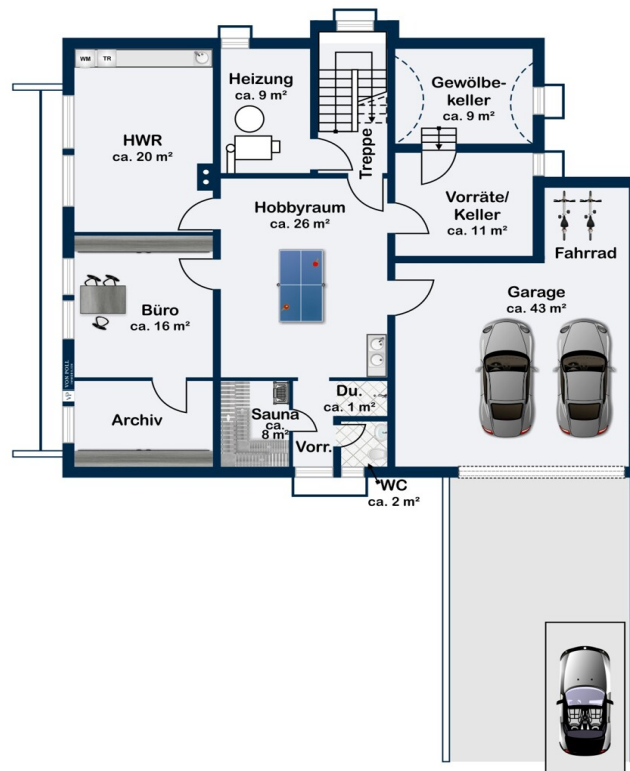 WM
TR
Heizung
ca. 9 m²
Gewölbe-
keller
ca. 9 m²
HWR
ca. 20 m²
Treppe
Vorräte/
Keller
ca. 11 m²
Hobbyraum
ca. 26 m²
Fahrrad
Büro
ca. 16 m²
Garage
ca. 43 m²
VON POLL
VP
Archiv
Sauna
ca.
8 m²
Du.
ca. 1 m²
Vorr.
WC
ca. 2 m²